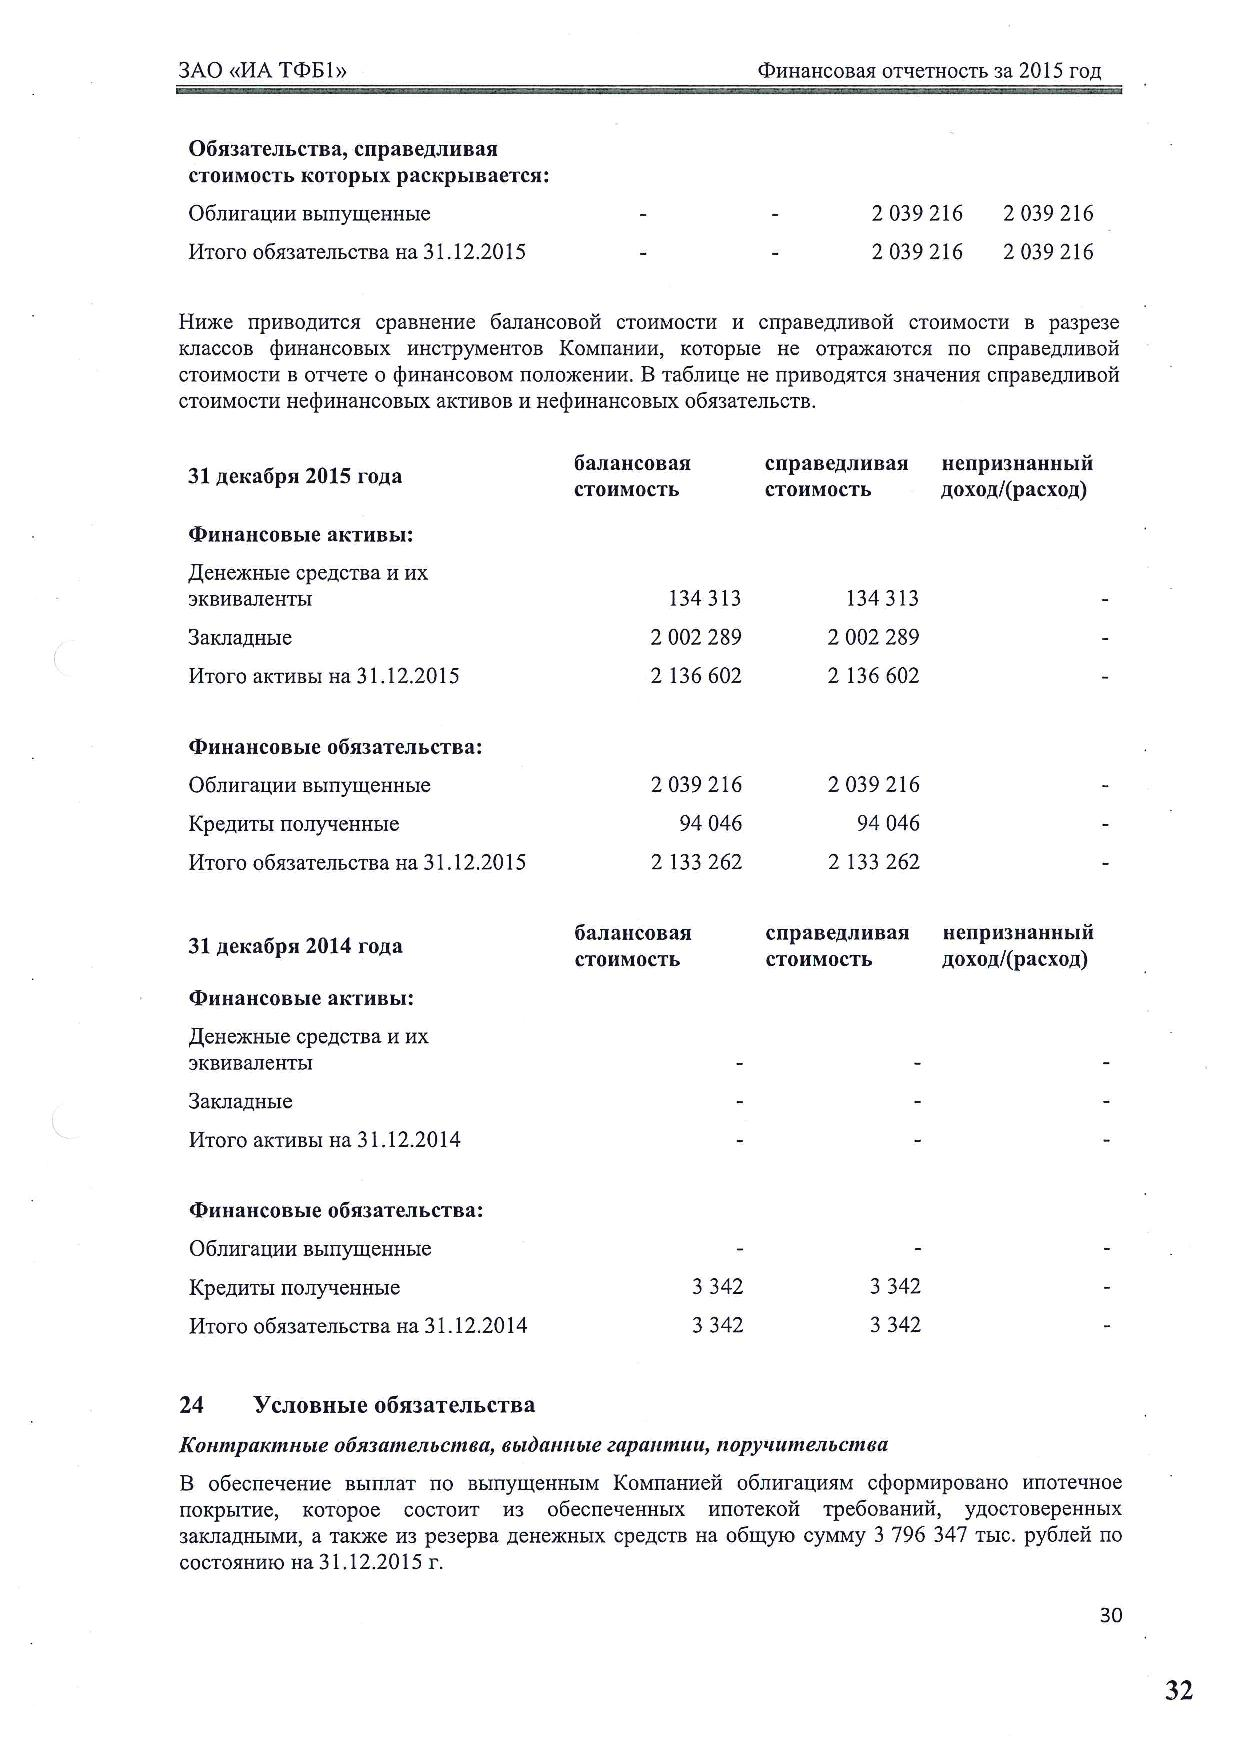 ЗАО «ИА ТФБ1» Финансовая отчетность за 2015 год
Обязательства, справедливая
стоимость которых раскрывается:
Облигации выпущенные - - 2 039 216 2 039 216
Итого обязательства на 31.12.2015 - - 2 039 216 2 039 216
Ниже приводится сравнение балансовой стоимости и справедливой стоимости в разрезе
классов финансовых инструментов Компании, которые не отражаются по справедливой
стоимости в отчете о финансовом положении. В таблице не приводятся значения справедливой
стоимости нефинансовых активов и нефинансовых обязательств.
31 декабря 2015 года балансовая стоимость справедливая стоимость непризнанный доход/(расход)
Финансовые активы:
Денежные средства и их
эквиваленты 134 313 134 313 -
Закладные 2 002 289 2 002 289 -
Итого активы на 31.12.2015 2 136 602 2 136 602 -
Финансовые обязательства:
Облигации выпущенные 2 039 216 2 039 216 -
Кредиты полученные 94 046 94 046 -
Итого обязательства на 31.12.2015 2 133 262 2 133 262 -
31 декабря 2014 года балансовая стоимость справедливая стоимость непризнанный доход/(расход)
Финансовые активы:
Денежные средства и их
эквиваленты - - -
Закладные - - -
Итого активы на 31.12.2014 - - -
Финансовые обязательства:
Облигации выпущенные - - -
Кредиты полученные 3 342 3 342 -
Итого обязательства на 31.12.2014 3 342 3 342 -
24 Условные обязательства
Контрактные обязательства, выданные гарантии, поручительства
В обеспечение выплат по выпущенным Компанией облигациям сформировано ипотечное
покрытие, которое состоит из обеспеченных ипотекой требований, удостоверенных
закладными, а также из резерва денежных средств на общую сумму 3 796 347 тыс. рублей по
состоянию на 31.12.2015 г.
30
32